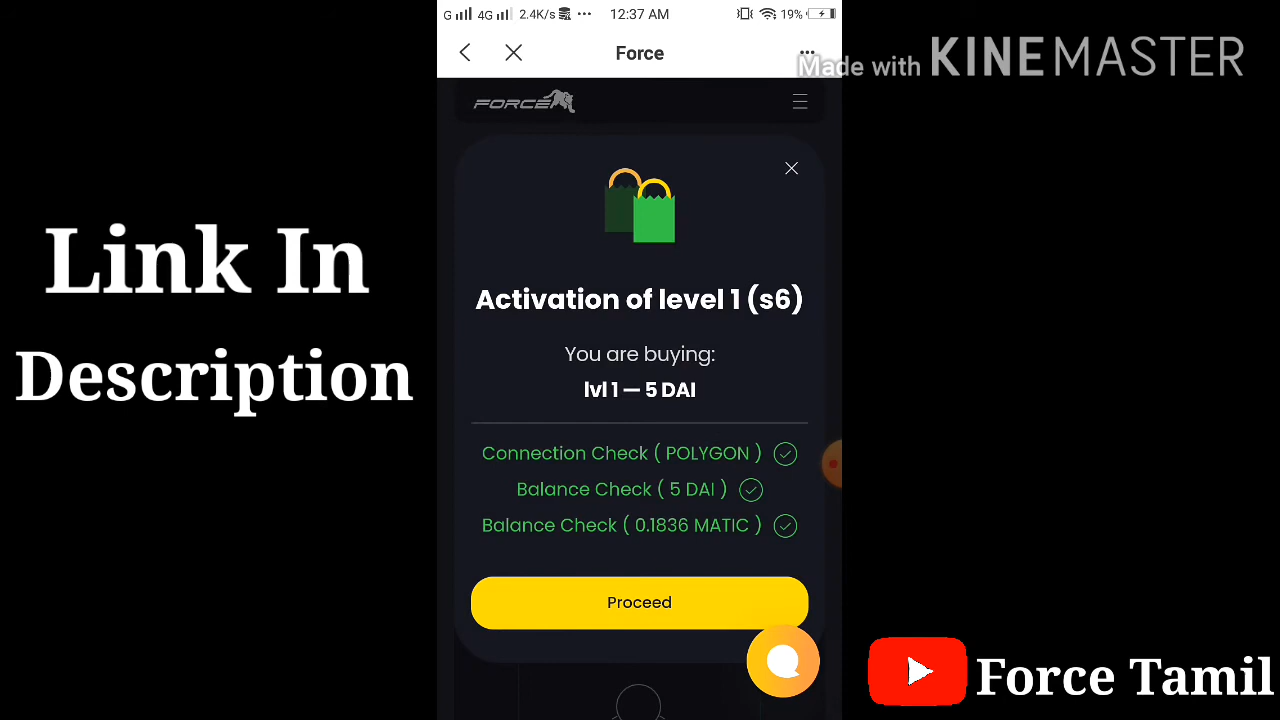 G 4G 2.4K/s ••• 12:37 AM 19%
Force
•••
Made with KINEMASTER
FORCE
Link In
Description
Activation of level 1 (s6)
You are buying:
lvl 1 — 5 DAI
Connection Check ( POLYGON )
Balance Check ( 5 DAI )
Balance Check ( 0.1836 MATIC )
Proceed
Force Tamil